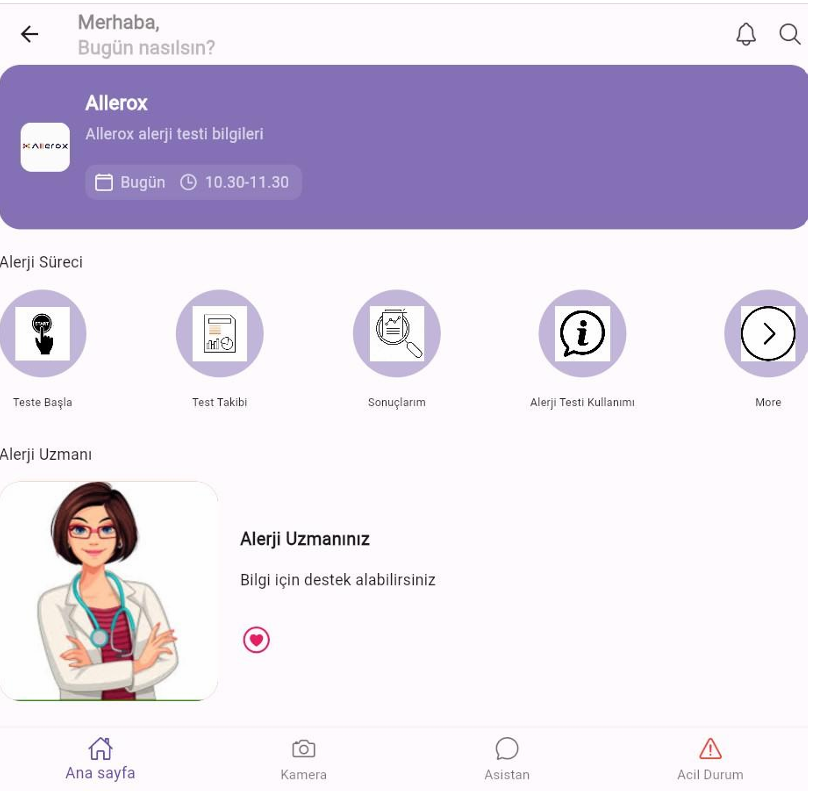 Merhaba,
Bugün nasılsın?
Allerox
Allerox alerji testi bilgileri
Allerox
Bugün 10.30-11.30
Alerji Süreci
START
Teste Başla
Test Takibi
Sonuçlarım
Alerji Testi Kullanımı
More
Alerji Uzmanı
Alerji Uzmanınız
Bilgi için destek alabilirsiniz
Ana sayfa
Kamera
Asistan
Acil Durum